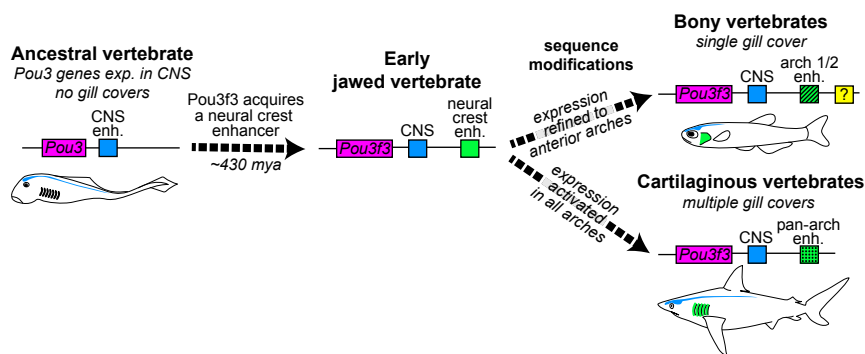 Ancestral vertebrate
Pou3 genes exp. in CNS
no gill covers
CNS
enh.
Pou3
Pou3f3 acquires
a neural crest
enhancer
~430 mya
Early
jawed vertebrate
CNS
neural
crest
enh.
Pou3f3
sequence
modifications
expression
refined to
anterior arches
expression
activated
in all arches
Bony vertebrates
single gill cover
CNS
arch 1/2
enh.
Pou3f3
?
Cartilaginous vertebrates
multiple gill covers
CNS
pan-arch
enh.
Pou3f3